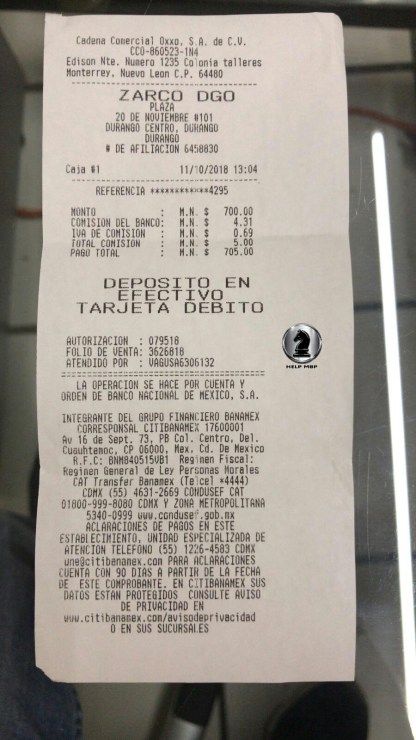 Cadena Comercial Oxxo, S.A. de C.V.
CCO-860523-1N4
Edison Nte. Numero 1235 Colonia talleres
Monterrey, Nuevo Leon C.P. 64480
ZARCO DGO
PLAZA
20 DE NOVIEMBRE #101
DURANGO CENTRO, DURANGO
DURANGO
# DE AFILIACION 6458830
Caja #1 11/10/2018 13:04
REFERENCIA ************4295
MONTO : M.N. $ 700.00
COMISION DEL BANCO: M.N. $ 4.31
IVA DE COMISION : M.N. $ 0.69
TOTAL COMISION : M.N. $ 5.00
PAGO TOTAL : M.N. $ 705.00
DEPOSITO EN
EFECTIVO
TARJETA DEBITO
AUTORIZACION : 079518
FOLIO DE VENTA: 3626818
ATENDIDO POR : VAGUSA6306132
HELP MBP
LA OPERACION SE HACE POR CUENTA Y
ORDEN DE BANCO NACIONAL DE MEXICO, S.A.
INTEGRANTE DEL GRUPO FINANCIERO BANAMEX
CORRESPONSAL CITIBANAMEX 17600001
Av 16 de Sept. 73, PB Col. Centro, Del.
Cuauhtemoc, CP 06000, Mex, Cd. De Mexico
R.F.C: BNM840515VB1 Regimen Fiscal:
Regimen General de Ley Personas Morales
CAT Transfer Banamex (Telcel *4444)
CDMX (55) 4631-2669 CONDUSEF CAT
01800-999-8080 CDMX Y ZONA METROPOLITANA
5340-0999 www.condusef.gob.mx
ACLARACIONES DE PAGOS EN ESTE
ESTABLECIMIENTO, UNIDAD ESPECIALIZADA DE
ATENCION TELEFONO (55) 1226-4583 CDMX
une@citibanamex.com PARA ACLARACIONES
CUENTA CON 90 DIAS A PARTIR DE LA FECHA
DE ESTE COMPROBANTE. EN CITIBANAMEX SUS
DATOS ESTAN PROTEGIDOS CONSULTE AVISO
DE PRIVACIDAD EN
www.citibanamex.com/avisodeprivacidad
O EN SUS SUCURSALES